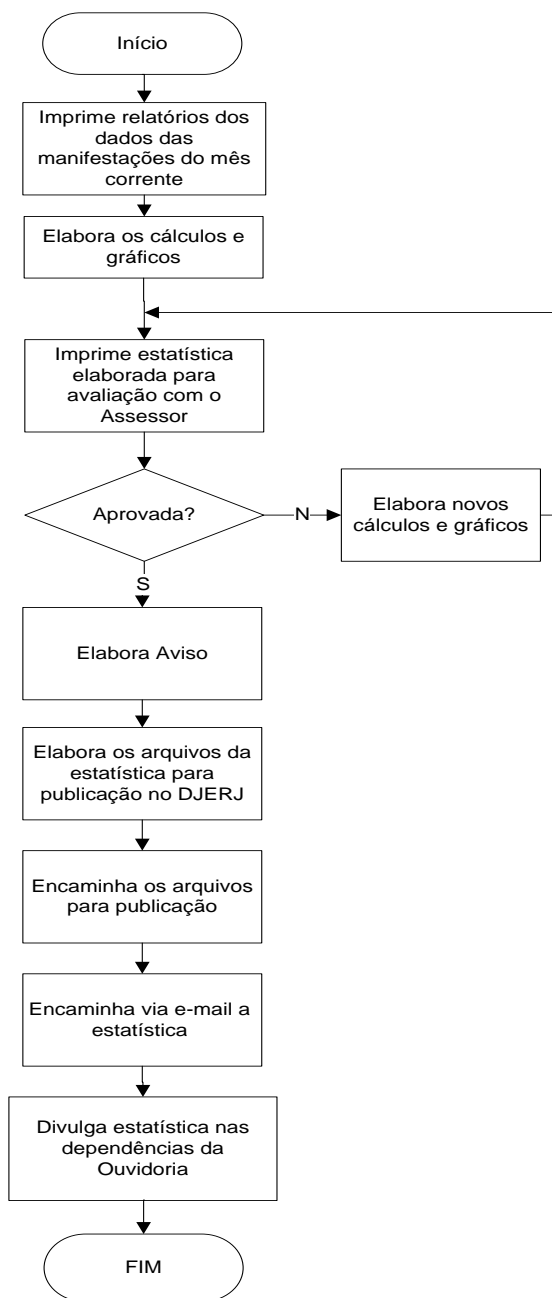 Início
Imprime relatórios dos
dados das
manifestações do mês
corrente
Elabora os cálculos e
gráficos
Imprime estatística
elaborada para
avaliação com o
Assessor
Aprovada?
N
Elabora novos
cálculos e gráficos
S
Elabora Aviso
Elabora os arquivos da
estatística para
publicação no DJERJ
Encaminha os arquivos
para publicação
Encaminha via e-mail a
estatística
Divulga estatística nas
dependências da
Ouvidoria
FIM